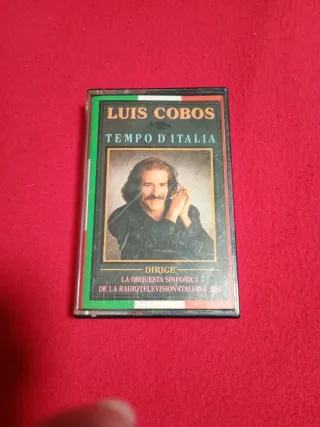 LUIS COBOS
TEMPO D'ITALIA
DIRIGE
LA ORQUESTA SINFONICA
DE LA RADIOTELEVISION ITALIANA RAI